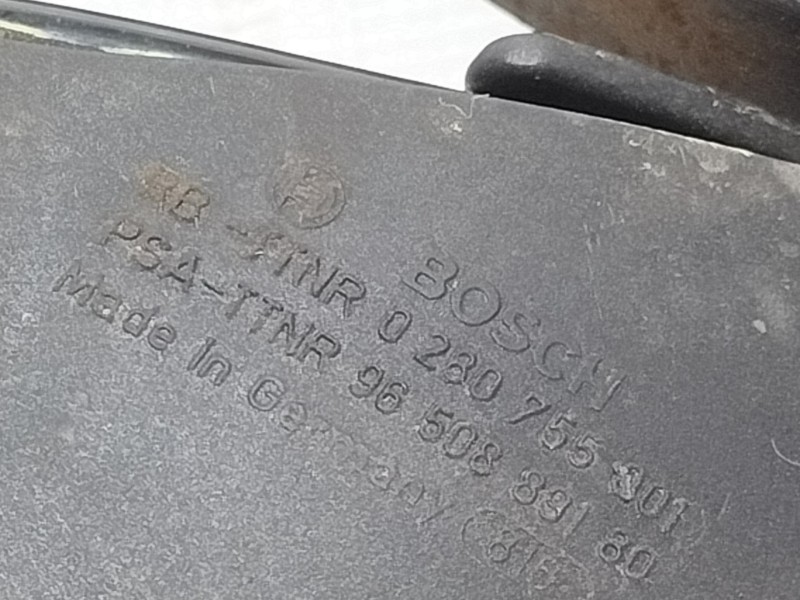 BOSCH
RB-TTNR 0 280 755 301
PSA-TTNR 96 508 891 80
Made in Germany